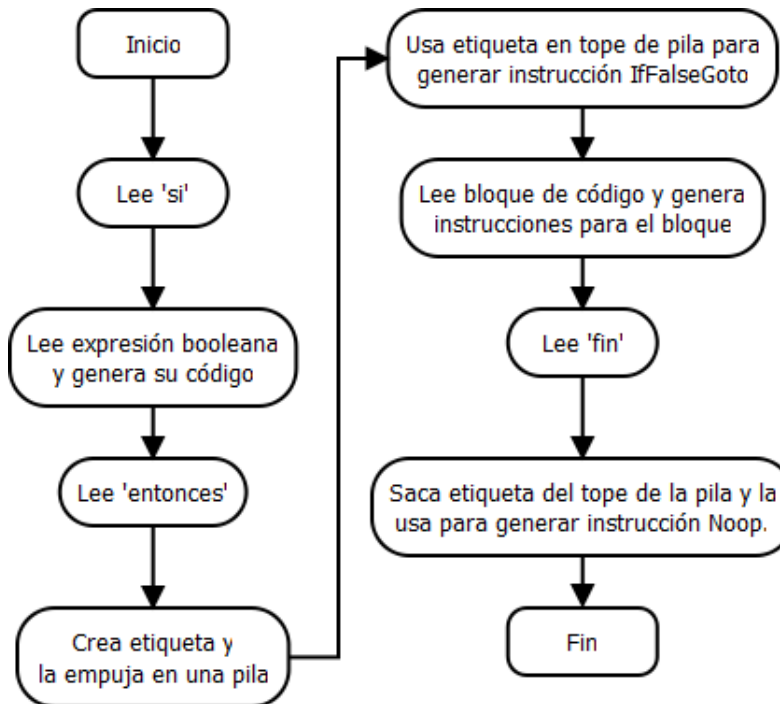 Inicio
Lee 'si'
Lee expresión booleana
y genera su código
Lee 'entonces'
Crea etiqueta y
la empuja en una pila
Usa etiqueta en tope de pila para
generar instrucción IfFalseGoto
Lee bloque de código y genera
instrucciones para el bloque
Lee 'fin'
Saca etiqueta del tope de la pila y la
usa para generar instrucción Noop.
Fin